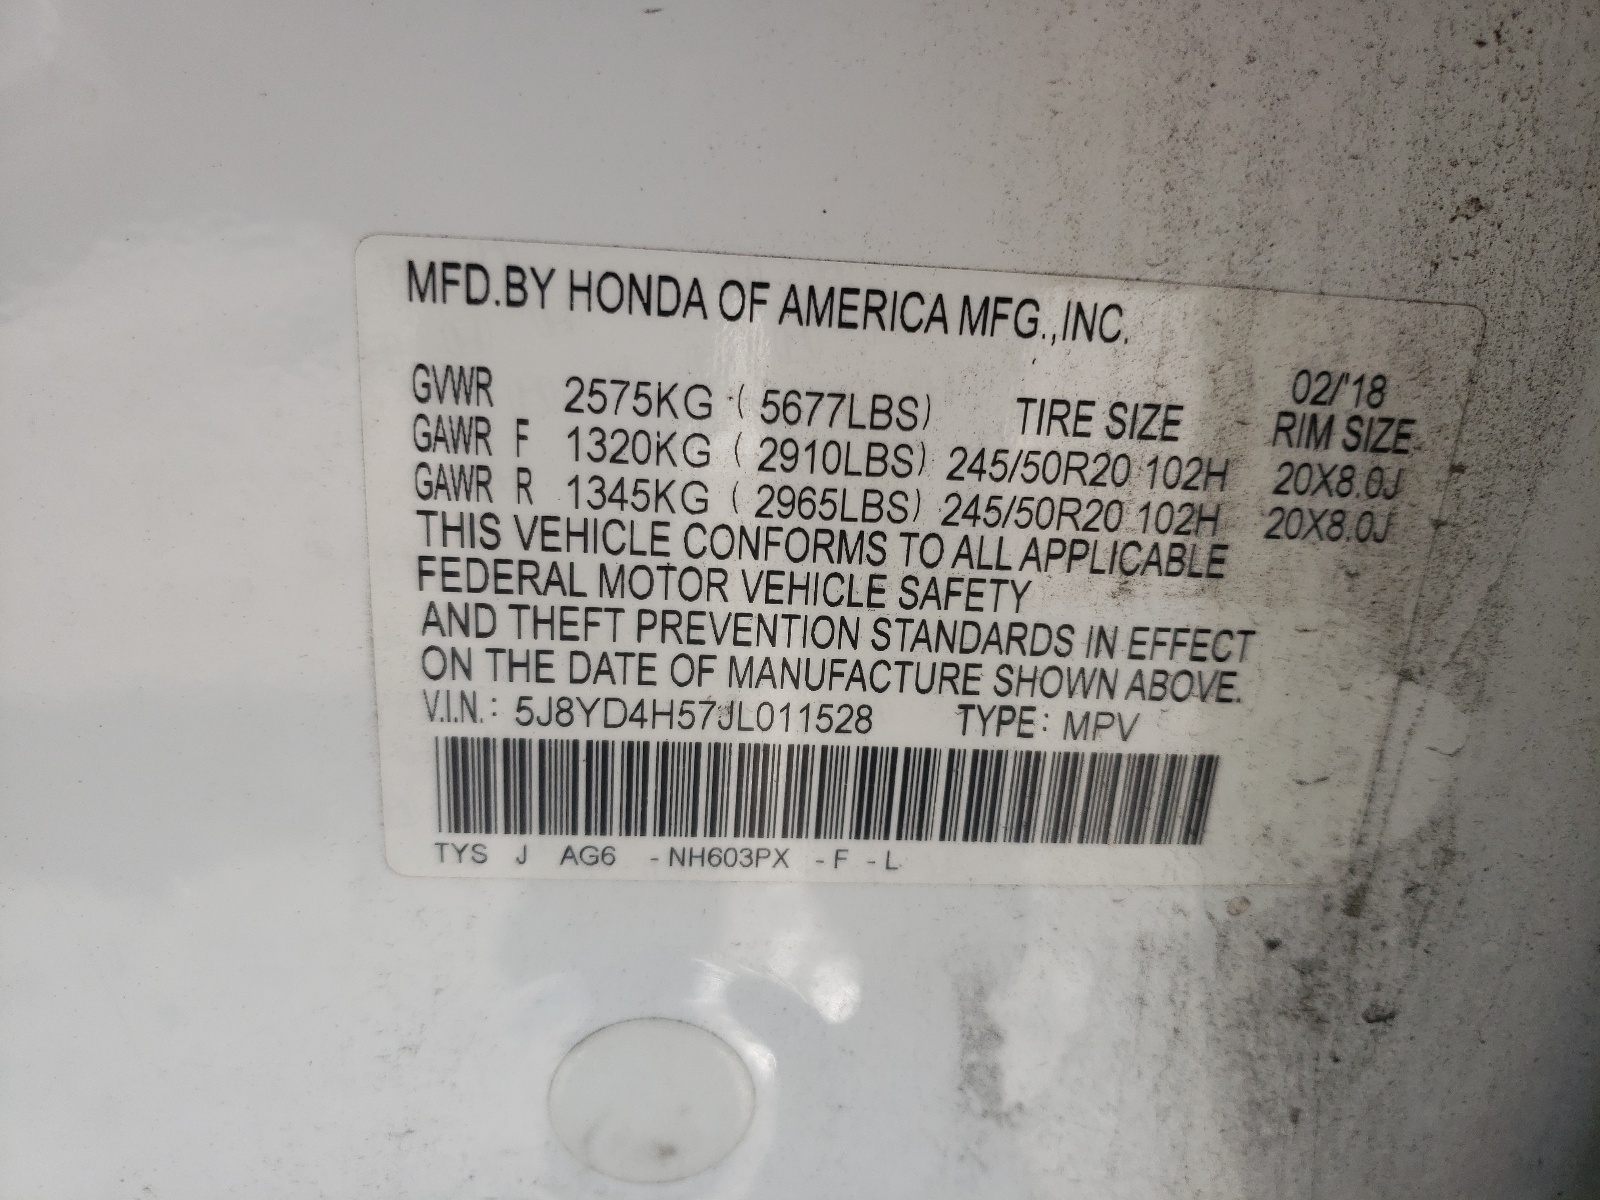 MFD.BY HONDA OF AMERICA MFG.,INC.
02/'18
GVWR 2575KG ( 5677LBS) TIRE SIZE RIM SIZE
GAWR F 1320KG ( 2910LBS) 245/50R20 102H 20X8.0J
GAWR R 1345KG ( 2965LBS) 245/50R20 102H 20X8.0J
THIS VEHICLE CONFORMS TO ALL APPLICABLE
FEDERAL MOTOR VEHICLE SAFETY
AND THEFT PREVENTION STANDARDS IN EFFECT
ON THE DATE OF MANUFACTURE SHOWN ABOVE.
V.I.N.: 5J8YD4H57JL011528 TYPE: MPV
TYS J AG6 -NH603PX -F -L